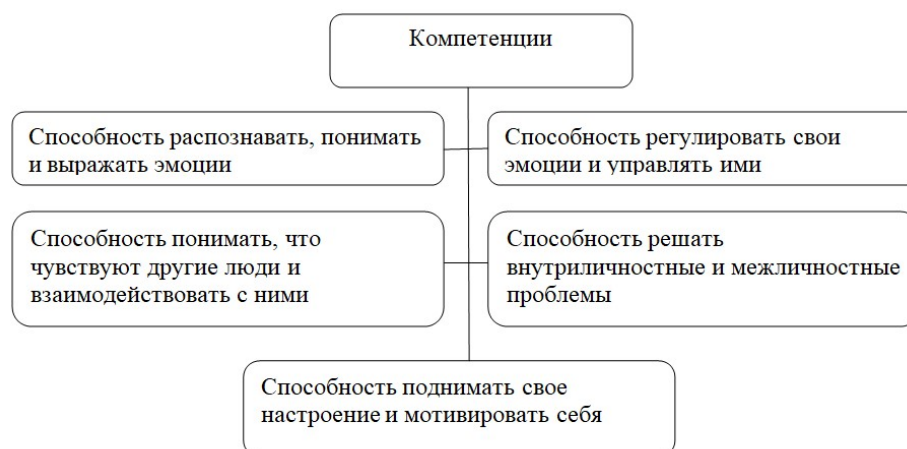 Компетенции
Способность распознавать, понимать
и выражать эмоции
Способность регулировать свои
эмоции и управлять ими
Способность понимать, что
чувствуют другие люди и
взаимодействовать с ними
Способность решать
внутриличностные и межличностные
проблемы
Способность поднимать свое
настроение и мотивировать себя